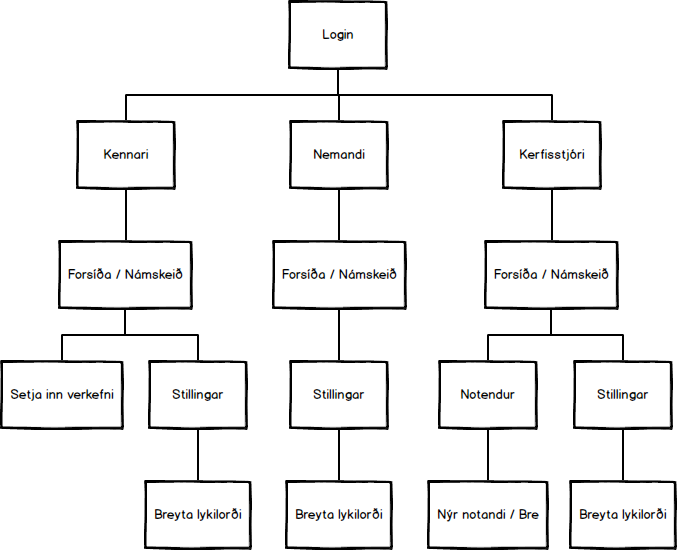 Login
Kennari
Nemandi
Kerfisstjóri
Forsíða / Námskeið
Forsíða / Námskeið
Forsíða / Námskeið
Setja inn verkefni
Stillingar
Stillingar
Notendur
Stillingar
Breyta lykilorði
Breyta lykilorði
Nýr notandi / Bre
Breyta lykilorði